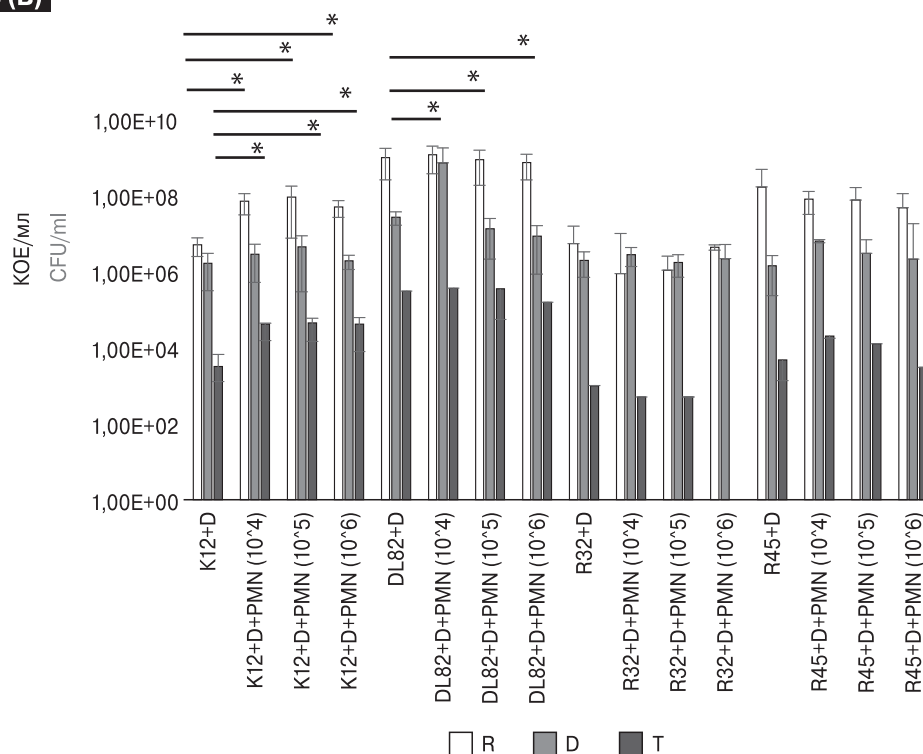 (B)
*
*
*
*
*
*
*
*
*
1,00E+10
1,00E+08
1,00E+06
1,00E+04
1,00E+02
1,00E+00
КОЕ/мл
CFU/ml
K12+D
K12+D+PMN (10^4)
K12+D+PMN (10^5)
K12+D+PMN (10^6)
DL82+D
DL82+D+PMN (10^4)
DL82+D+PMN (10^5)
DL82+D+PMN (10^6)
R32+D
R32+D+PMN (10^4)
R32+D+PMN (10^5)
R32+D+PMN (10^6)
R45+D
R45+D+PMN (10^4)
R45+D+PMN (10^5)
R45+D+PMN (10^6)
R D T